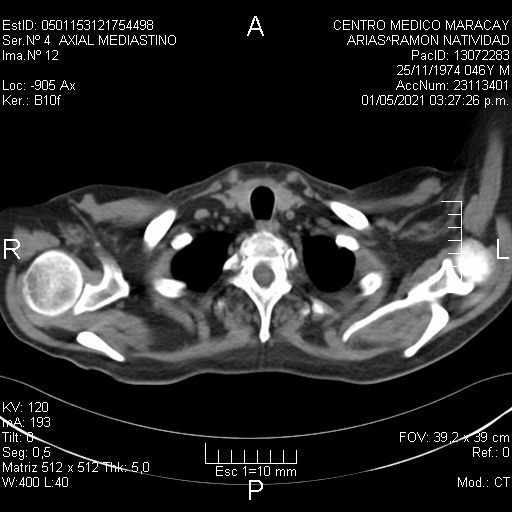 EstID: 0501153121754498
Ser.Nº 4 AXIAL MEDIASTINO
Ima.Nº 12
Loc: -905 Ax
Ker.: B10f
A
CENTRO MEDICO MARACAY
ARIAS^RAMON NATIVIDAD
PacID: 13072283
25/11/1974 046Y M
AccNum: 23113401
01/05/2021 03:27:26 p.m.
R
L
KV: 120
mA: 193
Tilt: 0
Seg: 0,5
Matriz 512 x 512 Thk: 5,0
W:400 L:40
Esc 1=10 mm
P
FOV: 39,2 x 39 cm
Ref.: 0
Mod.: CT